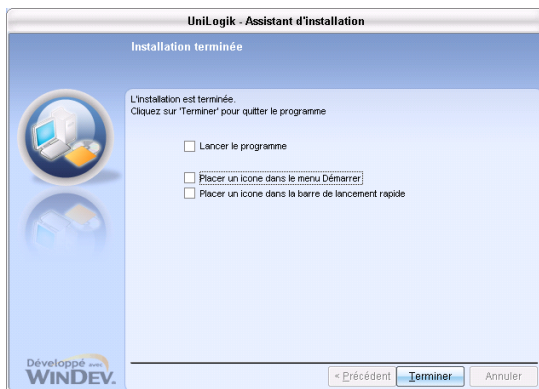 UniLogik - Assistant d'installation
Installation terminée
L'installation est terminée.
Cliquez sur 'Terminer' pour quitter le programme
Lancer le programme
Placer un icone dans le menu Démarrer
Placer un icone dans la barre de lancement rapide
Développé avec
WINDEV.
< Précédent
Terminer
Annuler